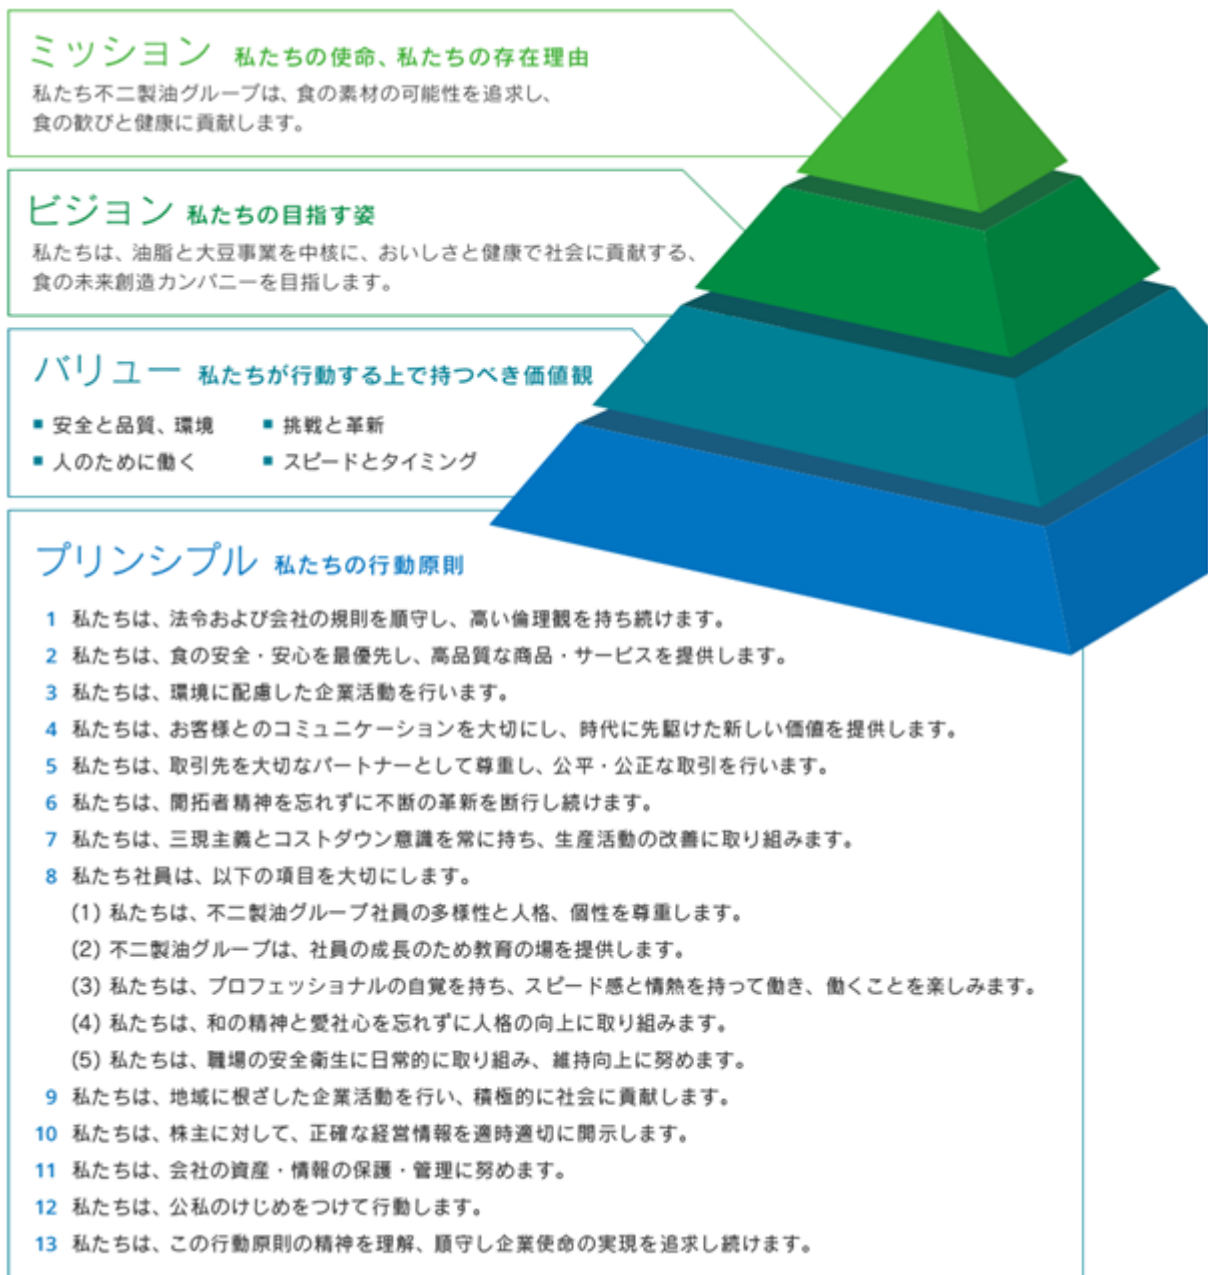 ミッション 私たちの使命、私たちの存在理由
私たち不二製油グループは、食の素材の可能性を追求し、
食の歓びと健康に貢献します。
ビジョン 私たちの目指す姿
私たちは、油脂と大豆事業を中核に、おいしさと健康で社会に貢献する、
食の未来創造カンパニーを目指します。
バリュー 私たちが行動する上で持つべき価値観
■ 安全と品質、環境 ■ 挑戦と革新
■ 人のために働く ■ スピードとタイミング
プリンシプル 私たちの行動原則
1 私たちは、法令および会社の規則を順守し、高い倫理観を持ち続けます。
2 私たちは、食の安全・安心を最優先し、高品質な商品・サービスを提供します。
3 私たちは、環境に配慮した企業活動を行います。
4 私たちは、お客様とのコミュニケーションを大切にし、時代に先駆けた新しい価値を提供します。
5 私たちは、取引先を大切なパートナーとして尊重し、公平・公正な取引を行います。
6 私たちは、開拓者精神を忘れずに不断の革新を断行し続けます。
7 私たちは、三現主義とコストダウン意識を常に持ち、生産活動の改善に取り組みます。
8 私たち社員は、以下の項目を大切にします。
(1) 私たちは、不二製油グループ社員の多様性と人格、個性を尊重します。
(2) 不二製油グループは、社員の成長のため教育の場を提供します。
(3) 私たちは、プロフェッショナルの自覚を持ち、スピード感と情熱を持って働き、働くことを楽しみます。
(4) 私たちは、和の精神と愛社心を忘れずに人格の向上に取り組みます。
(5) 私たちは、職場の安全衛生に日常的に取り組み、維持向上に努めます。
9 私たちは、地域に根ざした企業活動を行い、積極的に社会に貢献します。
10 私たちは、株主に対して、正確な経営情報を適時適切に開示します。
11 私たちは、会社の資産・情報の保護・管理に努めます。
12 私たちは、公私のけじめをつけて行動します。
13 私たちは、この行動原則の精神を理解、順守し企業使命の実現を追求し続けます。